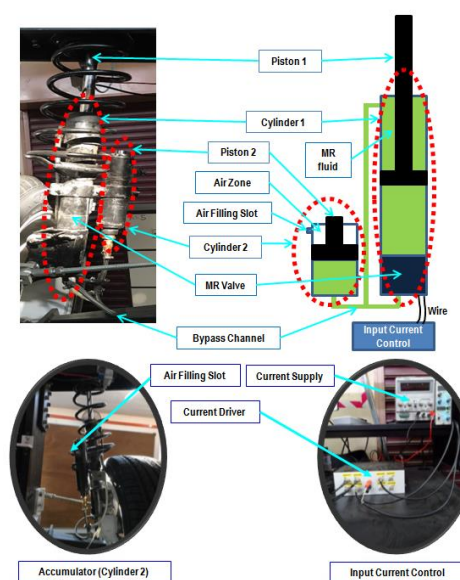 Piston 1
Cylinder 1
Piston 2
MR
fluid
Air Zone
Air Filling Slot
Cylinder 2
MR Valve
Wire
Bypass Channel
Input Current
Control
Air Filling Slot
Current Supply
Current Driver
Accumulator (Cylinder 2)
Input Current Control